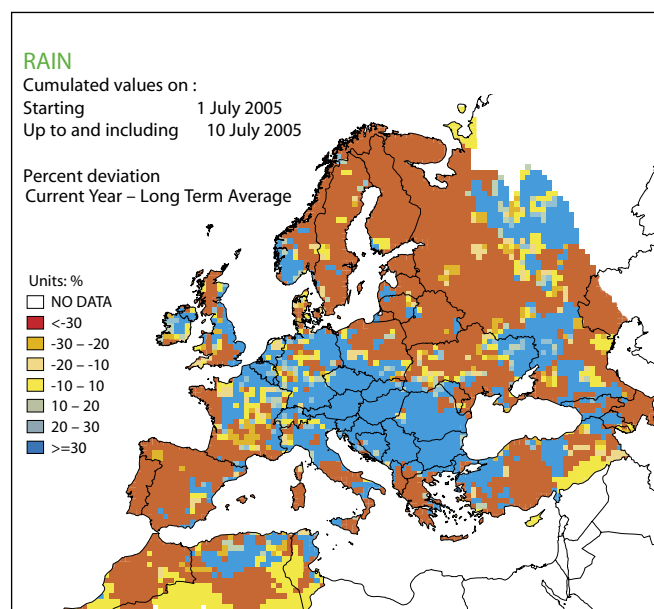 RAIN
Cumulated values on :
Starting 1 July 2005
Up to and including 10 July 2005
Percent deviation
Current Year – Long Term Average
Units: %
NO DATA
<-30
-30 – -20
-20 – -10
-10 – 10
10 – 20
20 – 30
>=30